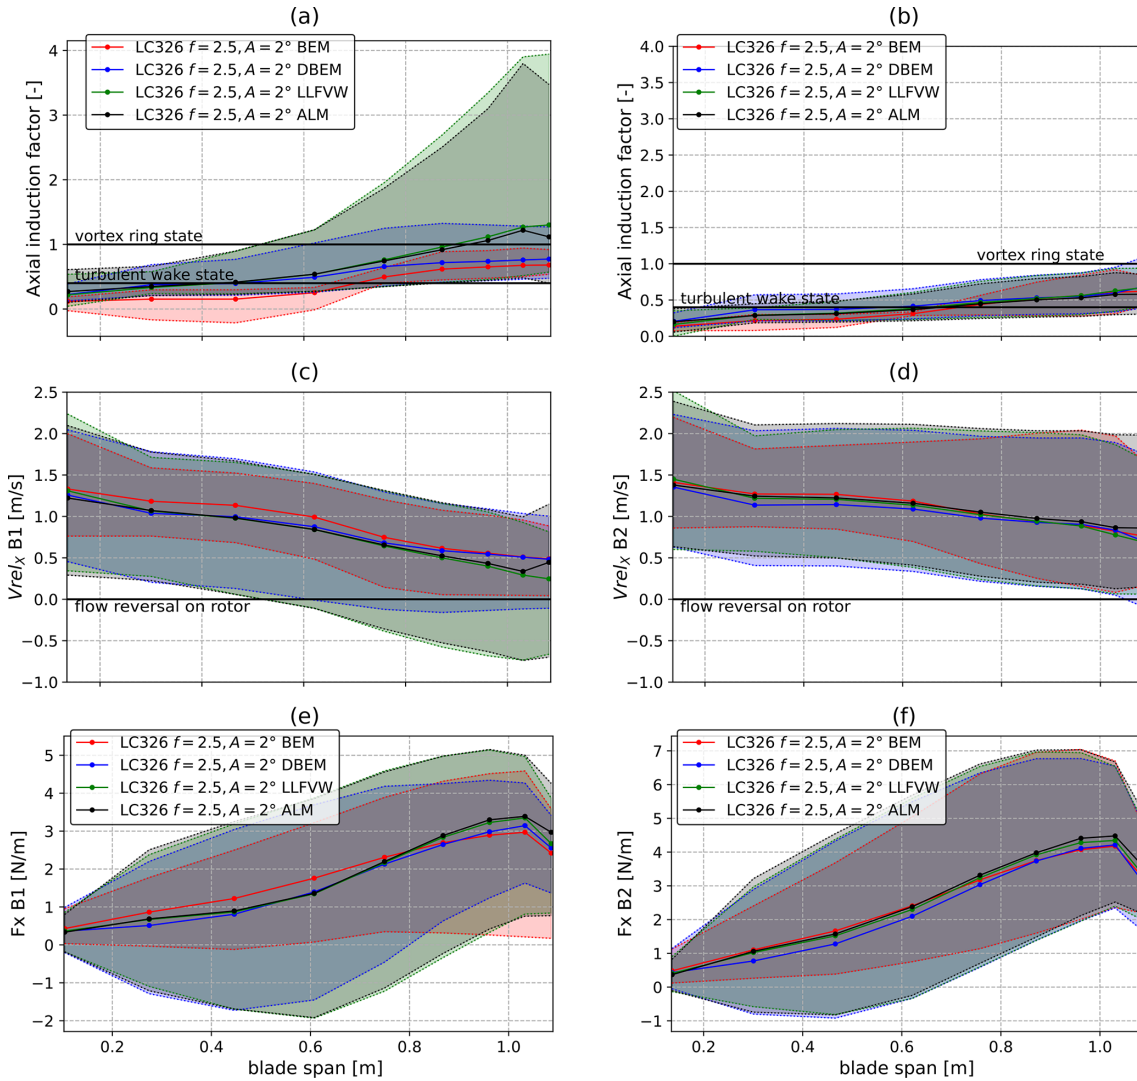 (a)
Axial induction factor [-]
4
3
2
1
0
LC326 f = 2.5, A = 2° BEM
LC326 f = 2.5, A = 2° DBEM
LC326 f = 2.5, A = 2° LLFVW
LC326 f = 2.5, A = 2° ALM
vortex ring state
turbulent wake state
(b)
Axial induction factor [-]
4.0
3.5
3.0
2.5
2.0
1.5
1.0
0.5
0.0
LC326 f = 2.5, A = 2° BEM
LC326 f = 2.5, A = 2° DBEM
LC326 f = 2.5, A = 2° LLFVW
LC326 f = 2.5, A = 2° ALM
vortex ring state
turbulent wake state
(c)
Vrel_X B1 [m/s]
2.5
2.0
1.5
1.0
0.5
0.0
−0.5
−1.0
flow reversal on rotor
(d)
Vrel_X B2 [m/s]
2.5
2.0
1.5
1.0
0.5
0.0
−0.5
−1.0
flow reversal on rotor
(e)
Fx B1 [N/m]
5
4
3
2
1
0
−1
−2
LC326 f = 2.5, A = 2° BEM
LC326 f = 2.5, A = 2° DBEM
LC326 f = 2.5, A = 2° LLFVW
LC326 f = 2.5, A = 2° ALM
0.2 0.4 0.6 0.8 1.0
blade span [m]
(f)
Fx B2 [N/m]
7
6
5
4
3
2
1
0
−1
LC326 f = 2.5, A = 2° BEM
LC326 f = 2.5, A = 2° DBEM
LC326 f = 2.5, A = 2° LLFVW
LC326 f = 2.5, A = 2° ALM
0.2 0.4 0.6 0.8 1.0
blade span [m]